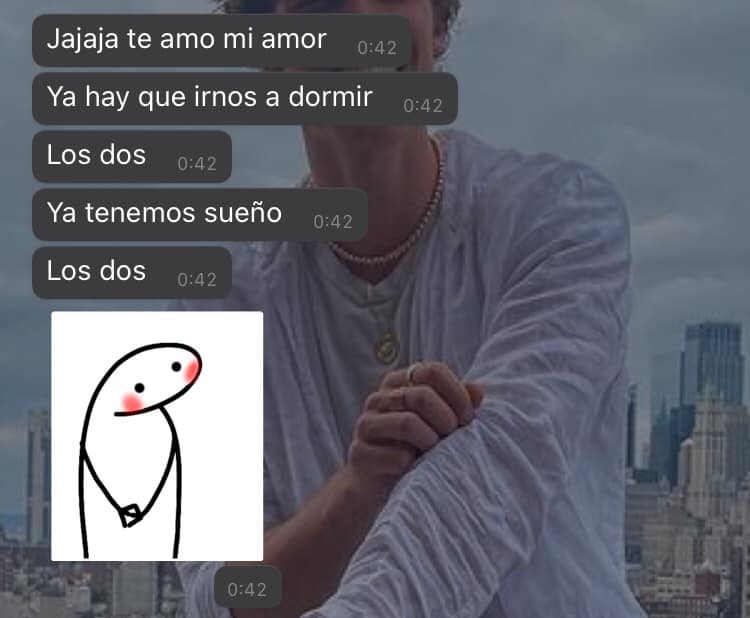 Jajaja te amo mi amor 0:42
Ya hay que irnos a dormir 0:42
Los dos 0:42
Ya tenemos sueño 0:42
Los dos 0:42
0:42